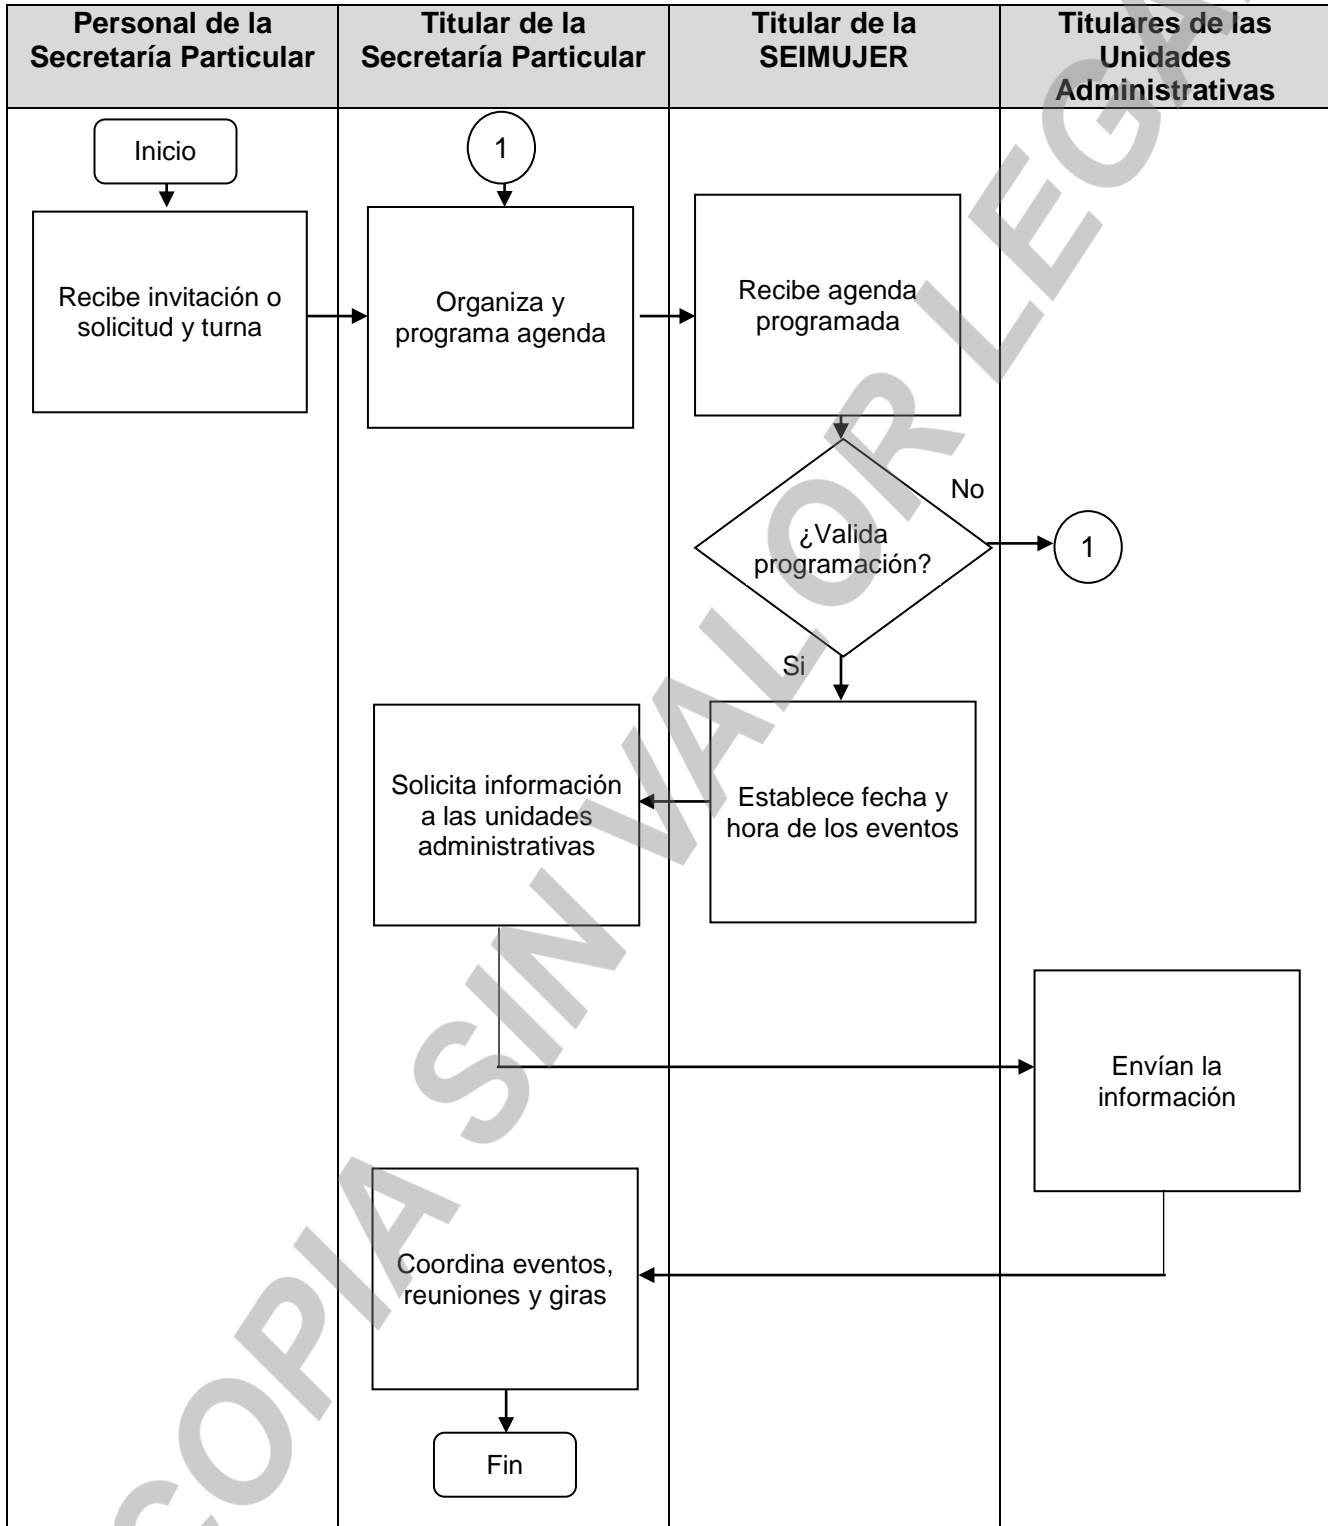 Personal de la
Secretaría Particular
Titular de la
Secretaría Particular
Titular de la
SEIMUJER
Titulares de las
Unidades
Administrativas
Inicio
1
Recibe invitación o
solicitud y turna
Organiza y
programa agenda
Recibe agenda
programada
No
¿Valida
programación?
1
Si
Solicita información
a las unidades
administrativas
Establece fecha y
hora de los eventos
Envían la
información
Coordina eventos,
reuniones y giras
Fin
COPIA SIN VALOR LEGA